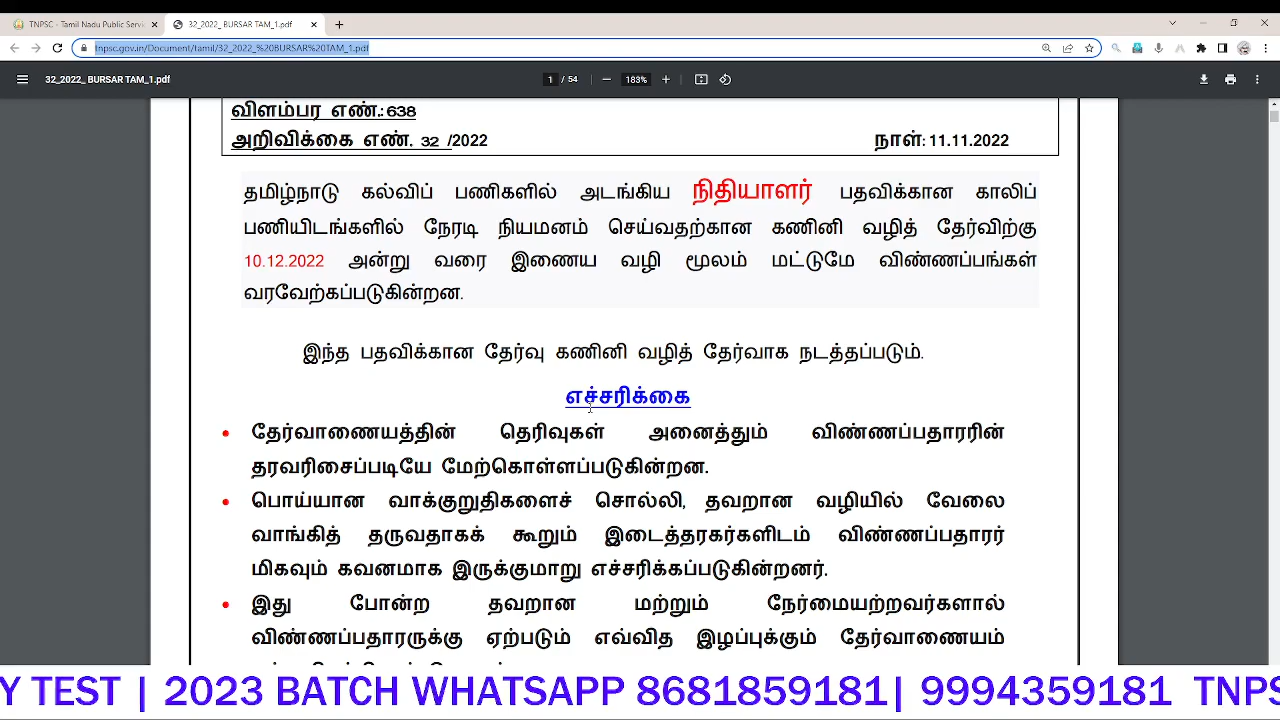 TNPSC - Tamil Nadu Public Servic
32_2022_ BURSAR TAM_1.pdf
tnpsc.gov.in/Document/tamil/32_2022_%20BURSAR%20TAM_1.pdf
32_2022_ BURSAR TAM_1.pdf
1 / 54
183%
விளம்பர எண்.: 638
அறிவிக்கை எண். 32 /2022
நாள்: 11.11.2022
தமிழ்நாடு கல்விப் பணிகளில் அடங்கிய நிதியாளர் பதவிக்கான காலிப்
பணியிடங்களில் நேரடி நியமனம் செய்வதற்கான கணினி வழித் தேர்விற்கு
10.12.2022 அன்று வரை இணைய வழி மூலம் மட்டுமே விண்ணப்பங்கள்
வரவேற்கப்படுகின்றன.
இந்த பதவிக்கான தேர்வு கணினி வழித் தேர்வாக நடத்தப்படும்.
எச்சரிக்கை
• தேர்வாணையத்தின் தெரிவுகள் அனைத்தும் விண்ணப்பதாரரின்
தரவரிசைப்படியே மேற்கொள்ளப்படுகின்றன.
• பொய்யான வாக்குறுதிகளைச் சொல்லி, தவறான வழியில் வேலை
வாங்கித் தருவதாகக் கூறும் இடைத்தரகர்களிடம் விண்ணப்பதாரர்
மிகவும் கவனமாக இருக்குமாறு எச்சரிக்கப்படுகின்றனர்.
• இது போன்ற தவறான மற்றும் நேர்மையற்றவர்களால்
விண்ணப்பதாரருக்கு ஏற்படும் எவ்வித இழப்புக்கும் தேர்வாணையம்
Y TEST | 2023 BATCH WHATSAPP 8681859181| 9994359181 TNPS